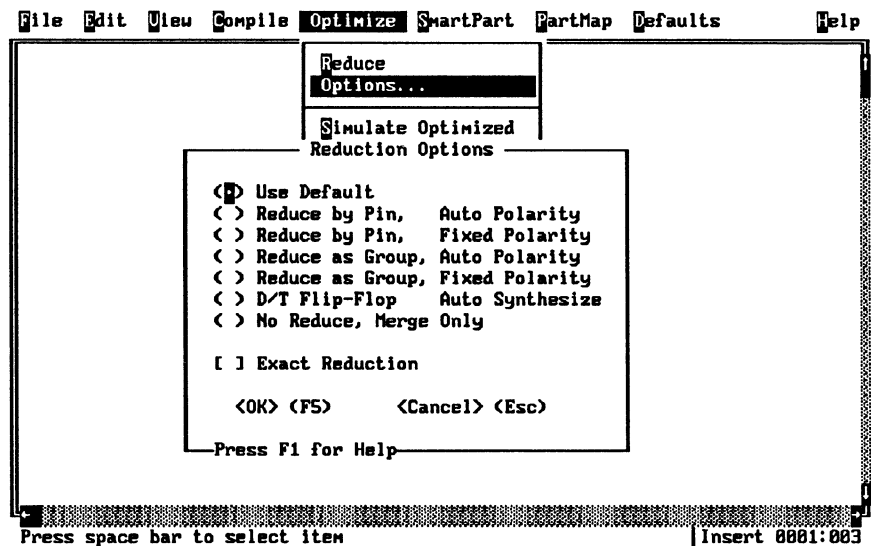 File Edit View Compile Optimize SmartPart PartMap Defaults Help
Reduce
Options...
Simulate Optimized
Reduction Options
(•) Use Default
( ) Reduce by Pin, Auto Polarity
( ) Reduce by Pin, Fixed Polarity
( ) Reduce as Group, Auto Polarity
( ) Reduce as Group, Fixed Polarity
( ) D/T Flip-Flop Auto Synthesize
( ) No Reduce, Merge Only
[ ] Exact Reduction
<OK> (F5) <Cancel> (Esc)
Press F1 for Help
Press space bar to select item Insert 0001:003